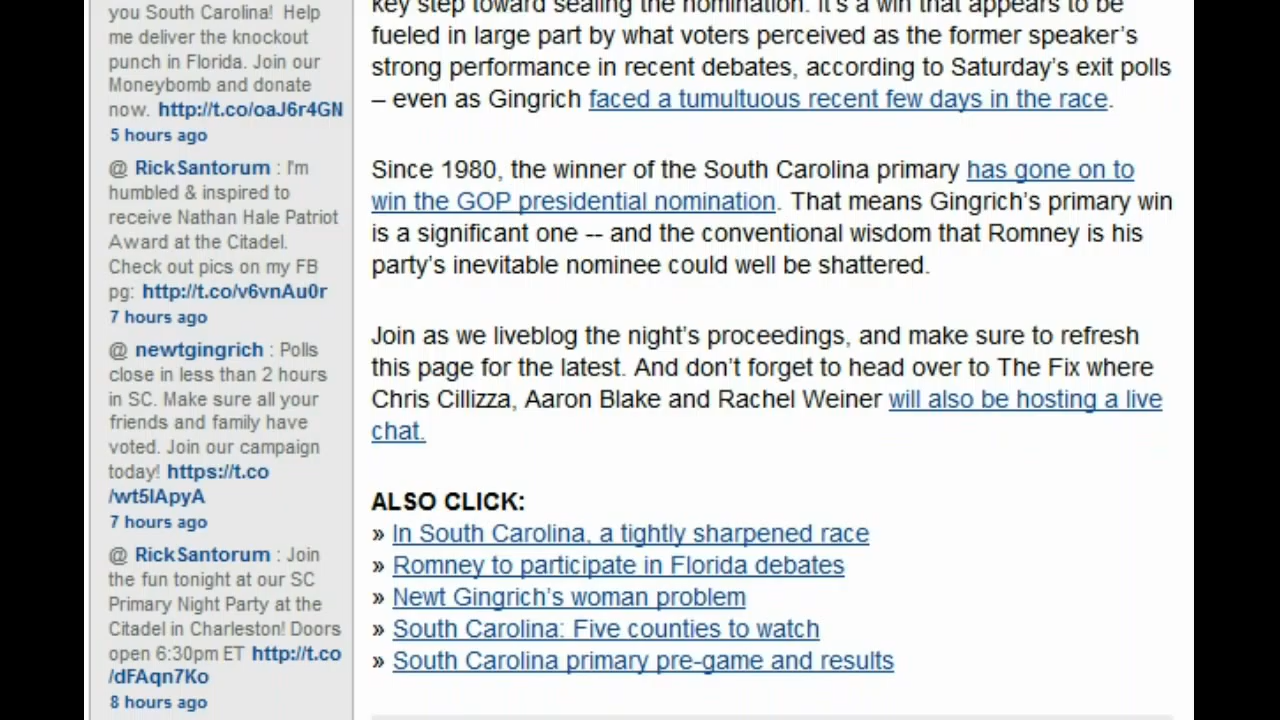 you South Carolina! Help
me deliver the knockout
punch in Florida. Join our
Moneybomb and donate
now. http://t.co/oaJ6r4GN
5 hours ago
@ RickSantorum : I'm
humbled & inspired to
receive Nathan Hale Patriot
Award at the Citadel.
Check out pics on my FB
pg: http://t.co/v6vnAu0r
7 hours ago
@ newtgingrich : Polls
close in less than 2 hours
in SC. Make sure all your
friends and family have
voted. Join our campaign
today! https://t.co
/wt5lApyA
7 hours ago
@ RickSantorum : Join
the fun tonight at our SC
Primary Night Party at the
Citadel in Charleston! Doors
open 6:30pm ET http://t.co
/dFAqn7Ko
8 hours ago
key step toward sealing the nomination. It's a win that appears to be
fueled in large part by what voters perceived as the former speaker's
strong performance in recent debates, according to Saturday's exit polls
– even as Gingrich faced a tumultuous recent few days in the race.
Since 1980, the winner of the South Carolina primary has gone on to
win the GOP presidential nomination. That means Gingrich's primary win
is a significant one -- and the conventional wisdom that Romney is his
party's inevitable nominee could well be shattered.
Join as we liveblog the night's proceedings, and make sure to refresh
this page for the latest. And don't forget to head over to The Fix where
Chris Cillizza, Aaron Blake and Rachel Weiner will also be hosting a live
chat.
ALSO CLICK:
» In South Carolina, a tightly sharpened race
» Romney to participate in Florida debates
» Newt Gingrich's woman problem
» South Carolina: Five counties to watch
» South Carolina primary pre-game and results